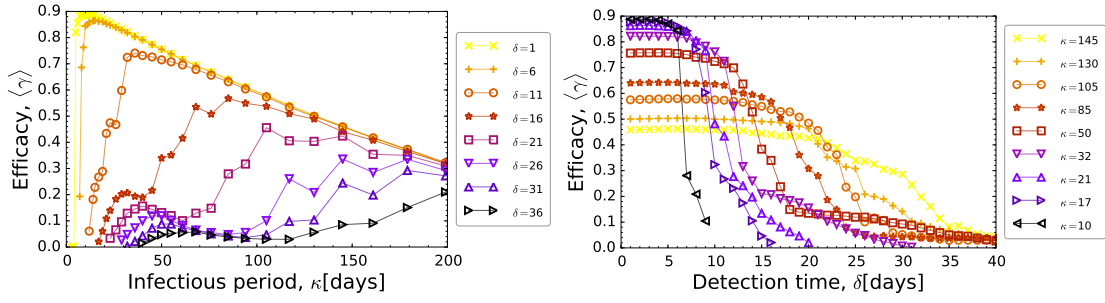 0.9
0.8
0.7
0.6
0.5
0.4
0.3
0.2
0.1
0.0
Efficacy, ⟨γ⟩
0 50 100 150 200
Infectious period, κ[days]
δ=1
δ=6
δ=11
δ=16
δ=21
δ=26
δ=31
δ=36
0.9
0.8
0.7
0.6
0.5
0.4
0.3
0.2
0.1
0.0
Efficacy, ⟨γ⟩
0 5 10 15 20 25 30 35 40
Detection time, δ[days]
κ=145
κ=130
κ=105
κ=85
κ=50
κ=32
κ=21
κ=17
κ=10